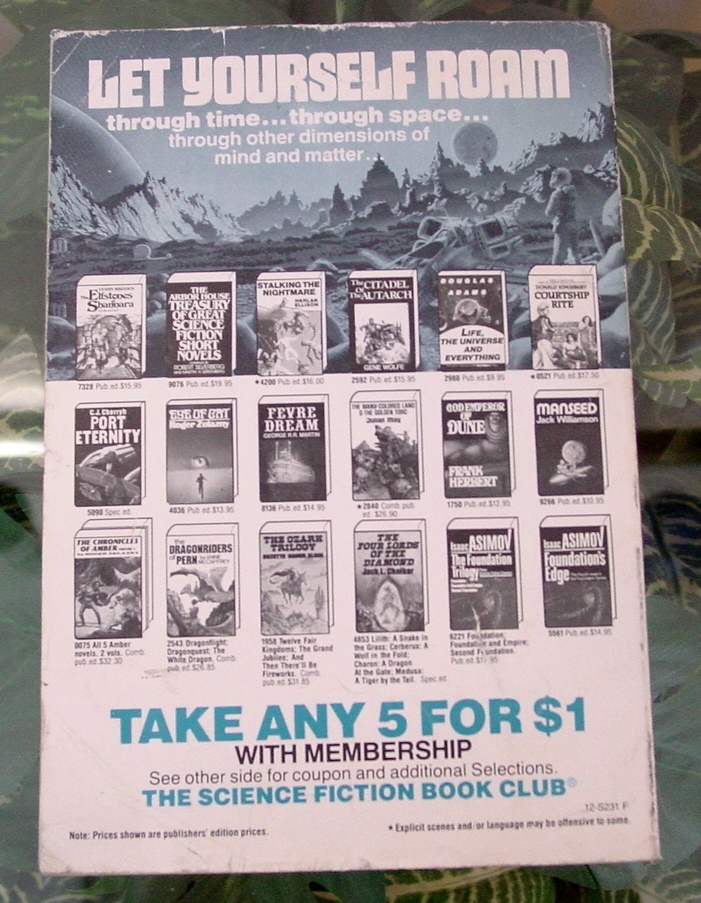 LET YOURSELF ROAM
through time...through space...
through other dimensions of
mind and matter...
TERRY BROOKS
The Elfstones
of Shannara
7328 Pub.ed.$15.95
THE
ARBOR HOUSE
TREASURY
OF GREAT
SCIENCE
FICTION
SHORT
NOVELS
ROBERT SILVERBERG
9076 Pub.ed.$19.95
STALKING THE
NIGHTMARE
HARLAN
ELLISON
★4200 Pub.ed.$16.00
The CITADEL
Of The AUTARCH
GENE WOLFE
2592 Pub.ed.$15.95
DOUGLAS
ADAMS
LIFE,
THE UNIVERSE
AND
EVERYTHING
2980 Pub.ed.$9.95
DONALD KINGSBURY
COURTSHIP
RITE
★0521 Pub.ed.$17.50
C.J. Cherryh
PORT
ETERNITY
5090 Spec.ed.
EYE OF CAT
Roger Zelazny
4036 Pub.ed.$13.95
FEVRE
DREAM
GEORGE R.R. MARTIN
8136 Pub.ed.$14.95
THE MANY-COLORED LAND
& THE GOLDEN TORC
Julian May
★2840 Comb.pub.
ed. $26.90
GOD EMPEROR
OF
DUNE
FRANK
HERBERT
1750 Pub.ed.$12.95
MANSEED
Jack Williamson
9266 Pub.ed.$10.95
THE CHRONICLES
OF AMBER
0075 All 5 Amber
novels. 2 vols. Comb.
pub.ed.$32.30
the
DRAGONRIDERS
OF PERN by ANNE
McCAFFREY
2543 Dragonflight;
Dragonquest; The
White Dragon. Comb.
pub.ed.$26.85
THE OZARK
TRILOGY
SUZETTE HADEN ELGIN
1958 Twelve Fair
Kingdoms; The Grand
Jubilee; And
Then There'll Be
Fireworks. Comb.
pub.ed.$31.85
THE
FOUR LORDS
OF THE
DIAMOND
Jack L. Chalker
4853 Lilith: A Snake in
the Grass; Cerberus: A
Wolf in the Fold;
Charon: A Dragon
At the Gate; Medusa:
A Tiger by the Tail. Spec.ed.
Isaac ASIMOV
The Foundation
Trilogy
6221 Foundation;
Foundation and Empire;
Second Foundation.
Pub.ed.
Isaac ASIMOV
Foundation's
Edge
5561 Pub.ed.$14.95
TAKE ANY 5 FOR $1
WITH MEMBERSHIP
See other side for coupon and additional Selections.
THE SCIENCE FICTION BOOK CLUB®
12-S231 F
Note: Prices shown are publishers' edition prices.
★ Explicit scenes and/or language may be offensive to some.